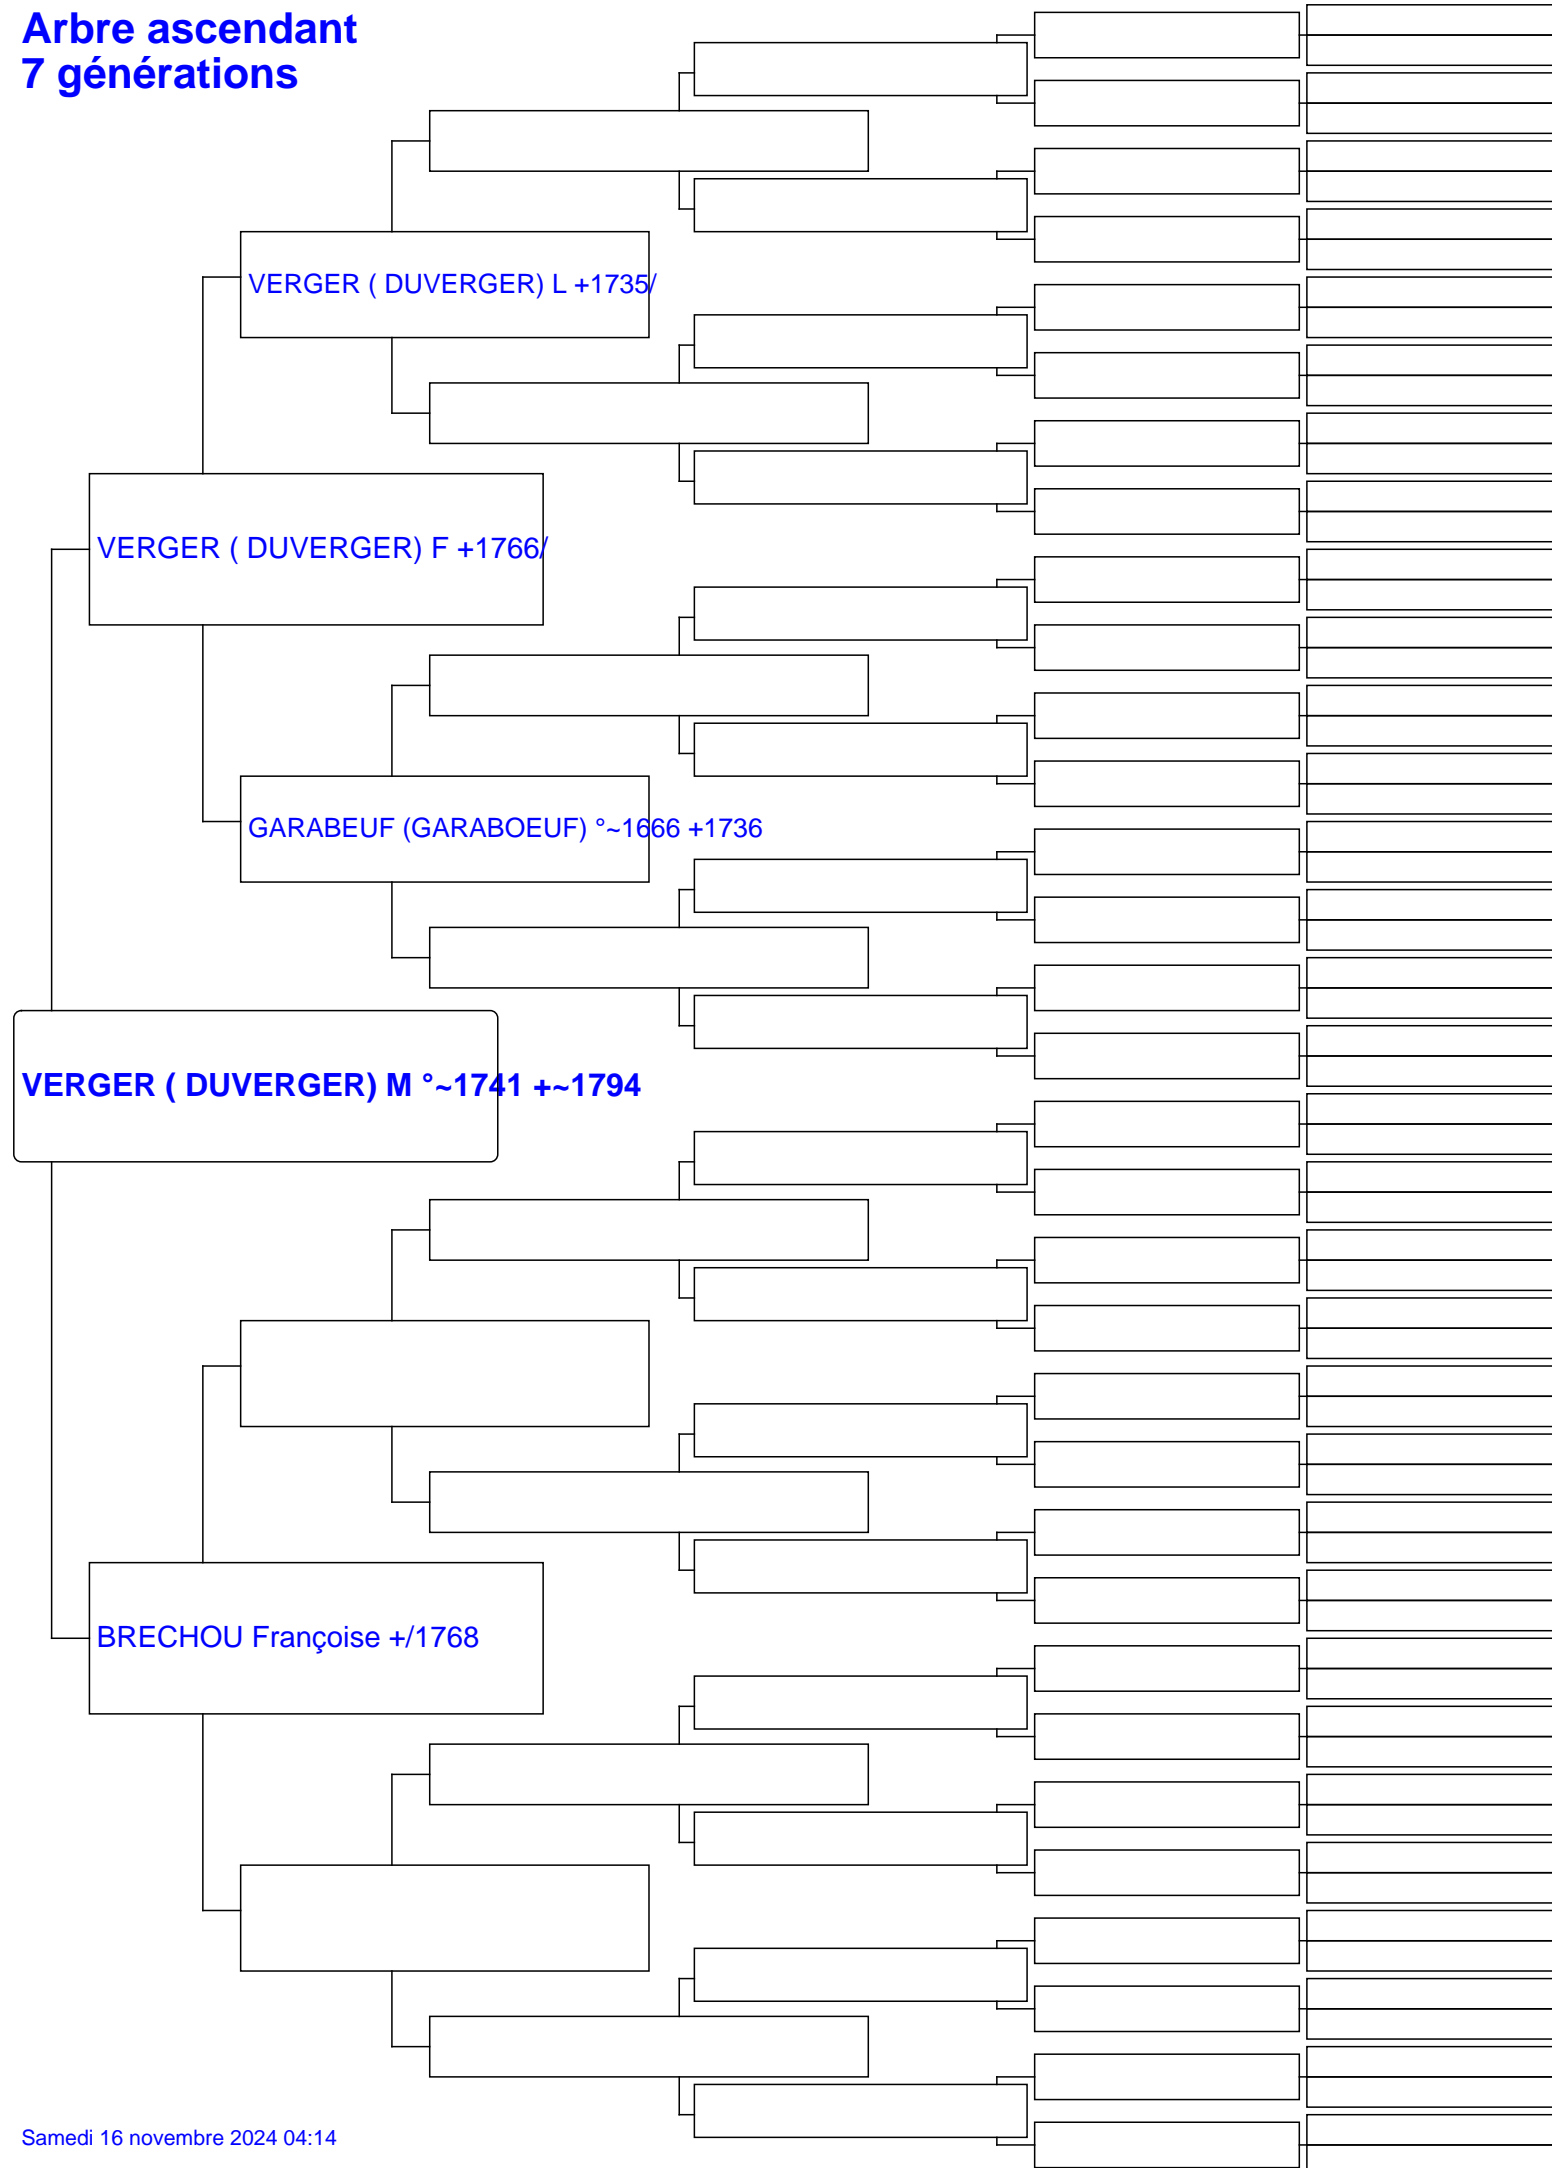 Arbre ascendant
7 générations
VERGER ( DUVERGER) L +1735/
VERGER ( DUVERGER) F +1766/
GARABEUF (GARABOEUF) °~1666 +1736
VERGER ( DUVERGER) M °~1741 +~1794
BRECHOU Françoise +/1768
Samedi 16 novembre 2024 04:14